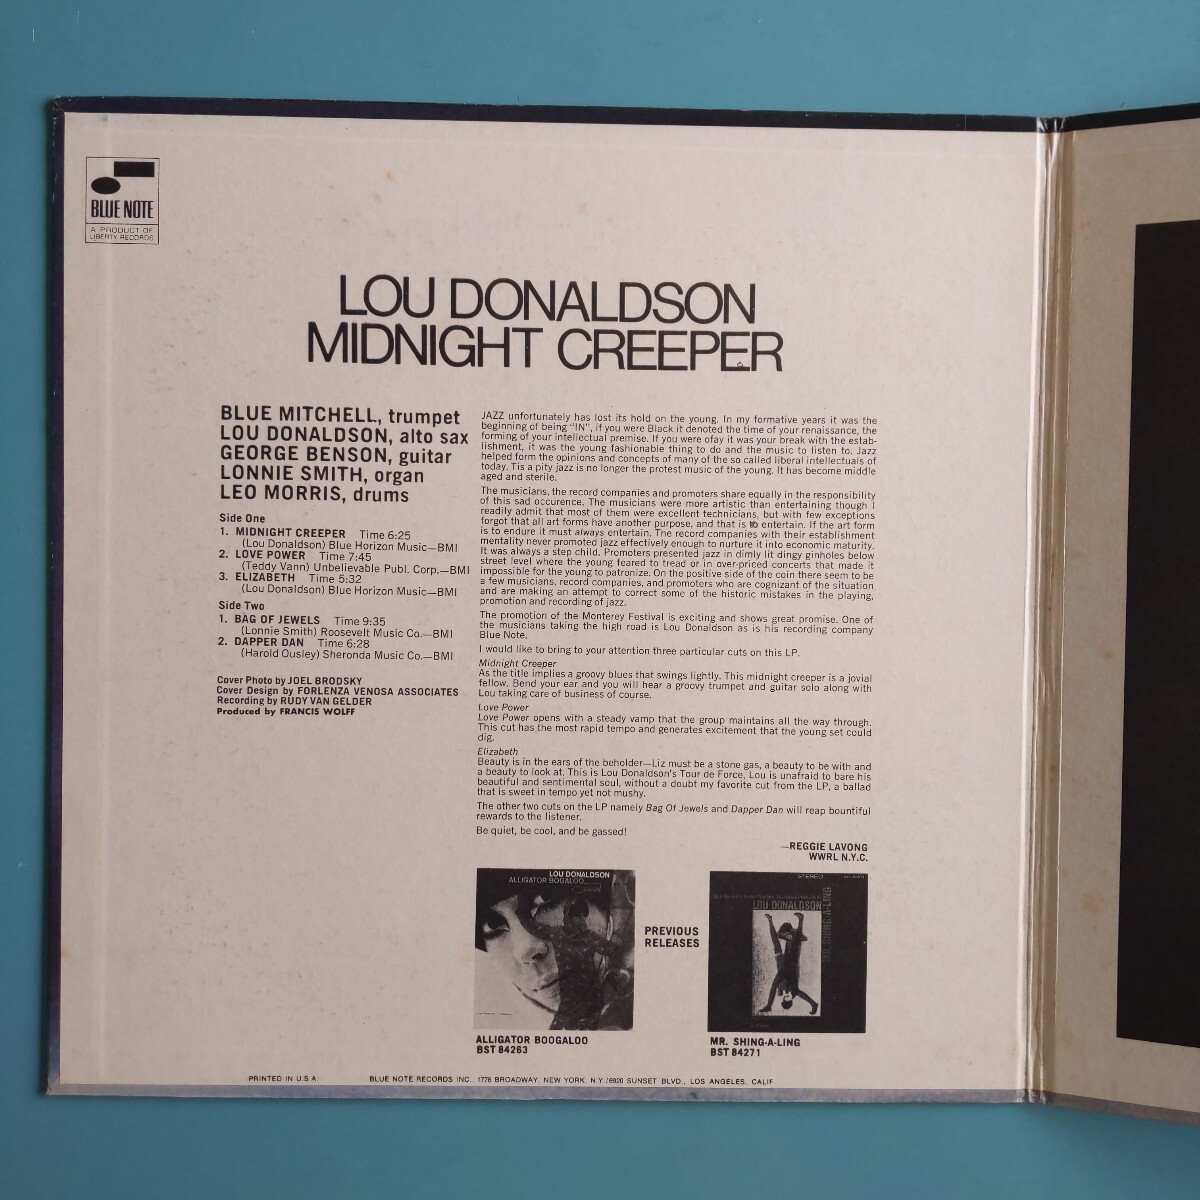 BLUE NOTE
A PRODUCT OF
LIBERTY RECORDS
LOU DONALDSON
MIDNIGHT CREEPER
BLUE MITCHELL, trumpet
LOU DONALDSON, alto sax
GEORGE BENSON, guitar
LONNIE SMITH, organ
LEO MORRIS, drums
Side One
1. MIDNIGHT CREEPER Time 6:25
(Lou Donaldson) Blue Horizon Music—BMI
2. LOVE POWER Time 7:45
(Teddy Vann) Unbelievable Publ. Corp.—BMI
3. ELIZABETH Time 5:32
(Lou Donaldson) Blue Horizon Music—BMI
Side Two
1. BAG OF JEWELS Time 9:35
(Lonnie Smith) Roosevelt Music Co.—BMI
2. DAPPER DAN Time 6:28
(Harold Ousley) Sheronda Music Co.—BMI
Cover Photo by JOEL BRODSKY
Cover Design by FORLENZA VENOSA ASSOCIATES
Recording by RUDY VAN GELDER
Produced by FRANCIS WOLFF
JAZZ unfortunately has lost its hold on the young. In my formative years it was the
beginning of being "IN", if you were Black it denoted the time of your renaissance, the
forming of your intellectual premise. If you were ofay it was your break with the estab-
lishment, it was the young fashionable thing to do and the music to listen to. Jazz
helped form the opinions and concepts of many of the so called liberal intellectuals of
today. Tis a pity jazz is no longer the protest music of the young. It has become middle
aged and sterile.
The musicians, the record companies and promoters share equally in the responsibility
of this sad occurence. The musicians were more artistic than entertaining though I
readily admit that most of them were excellent technicians, but with few exceptions
forgot that all art forms have another purpose, and that is to entertain. If the art form
is to endure it must always entertain. The record companies with their establishment
mentality never promoted jazz effectively enough to nurture it into economic maturity.
It was always a step child. Promoters presented jazz in dimly lit dingy ginholes below
street level where the young feared to tread or in over-priced concerts that made it
impossible for the young to patronize. On the positive side of the coin there seem to be
a few musicians, record companies, and promoters who are cognizant of the situation
and are making an attempt to correct some of the historic mistakes in the playing,
promotion and recording of jazz.
The promotion of the Monterey Festival is exciting and shows great promise. One of
the musicians taking the high road is Lou Donaldson as is his recording company
Blue Note.
I would like to bring to your attention three particular cuts on this LP.
Midnight Creeper
As the title implies a groovy blues that swings lightly. This midnight creeper is a jovial
fellow. Bend your ear and you will hear a groovy trumpet and guitar solo along with
Lou taking care of business of course.
Love Power
Love Power opens with a steady vamp that the group maintains all the way through.
This cut has the most rapid tempo and generates excitement that the young set could
dig.
Elizabeth
Beauty is in the ears of the beholder—Liz must be a stone gas, a beauty to be with and
a beauty to look at. This is Lou Donaldson's Tour de Force, Lou is unafraid to bare his
beautiful and sentimental soul, without a doubt my favorite cut from the LP, a ballad
that is sweet in tempo yet not mushy.
The other two cuts on the LP namely Bag Of Jewels and Dapper Dan will reap bountiful
rewards to the listener.
Be quiet, be cool, and be gassed!
—REGGIE LAVONG
WWRL N.Y.C.
LOU DONALDSON
ALLIGATOR BOGALOO
PREVIOUS
RELEASES
STEREO
LOU DONALDSON
MR. SHING-A-LING
ALLIGATOR BOOGALOO
BST 84263
MR. SHING-A-LING
BST 84271
PRINTED IN U.S.A.
BLUE NOTE RECORDS INC., 1776 BROADWAY, NEW YORK, N.Y./6920 SUNSET BLVD., LOS ANGELES, CALIF